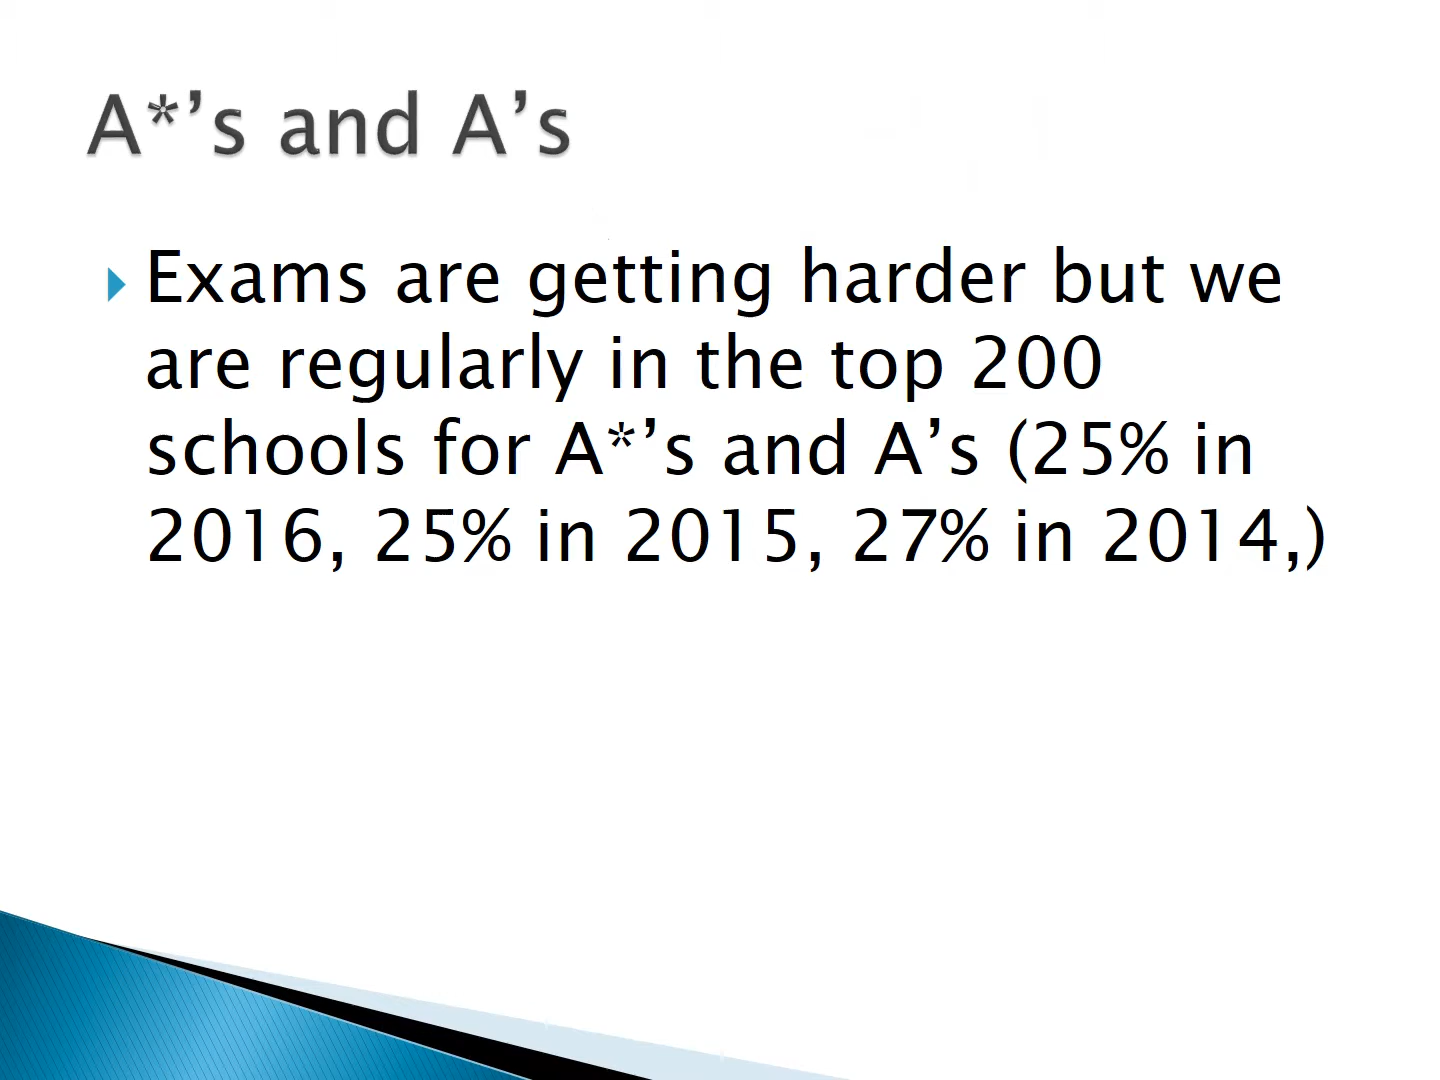 A*’s and A’s
Exams are getting harder but we
are regularly in the top 200
schools for A*’s and A’s (25% in
2016, 25% in 2015, 27% in 2014,)